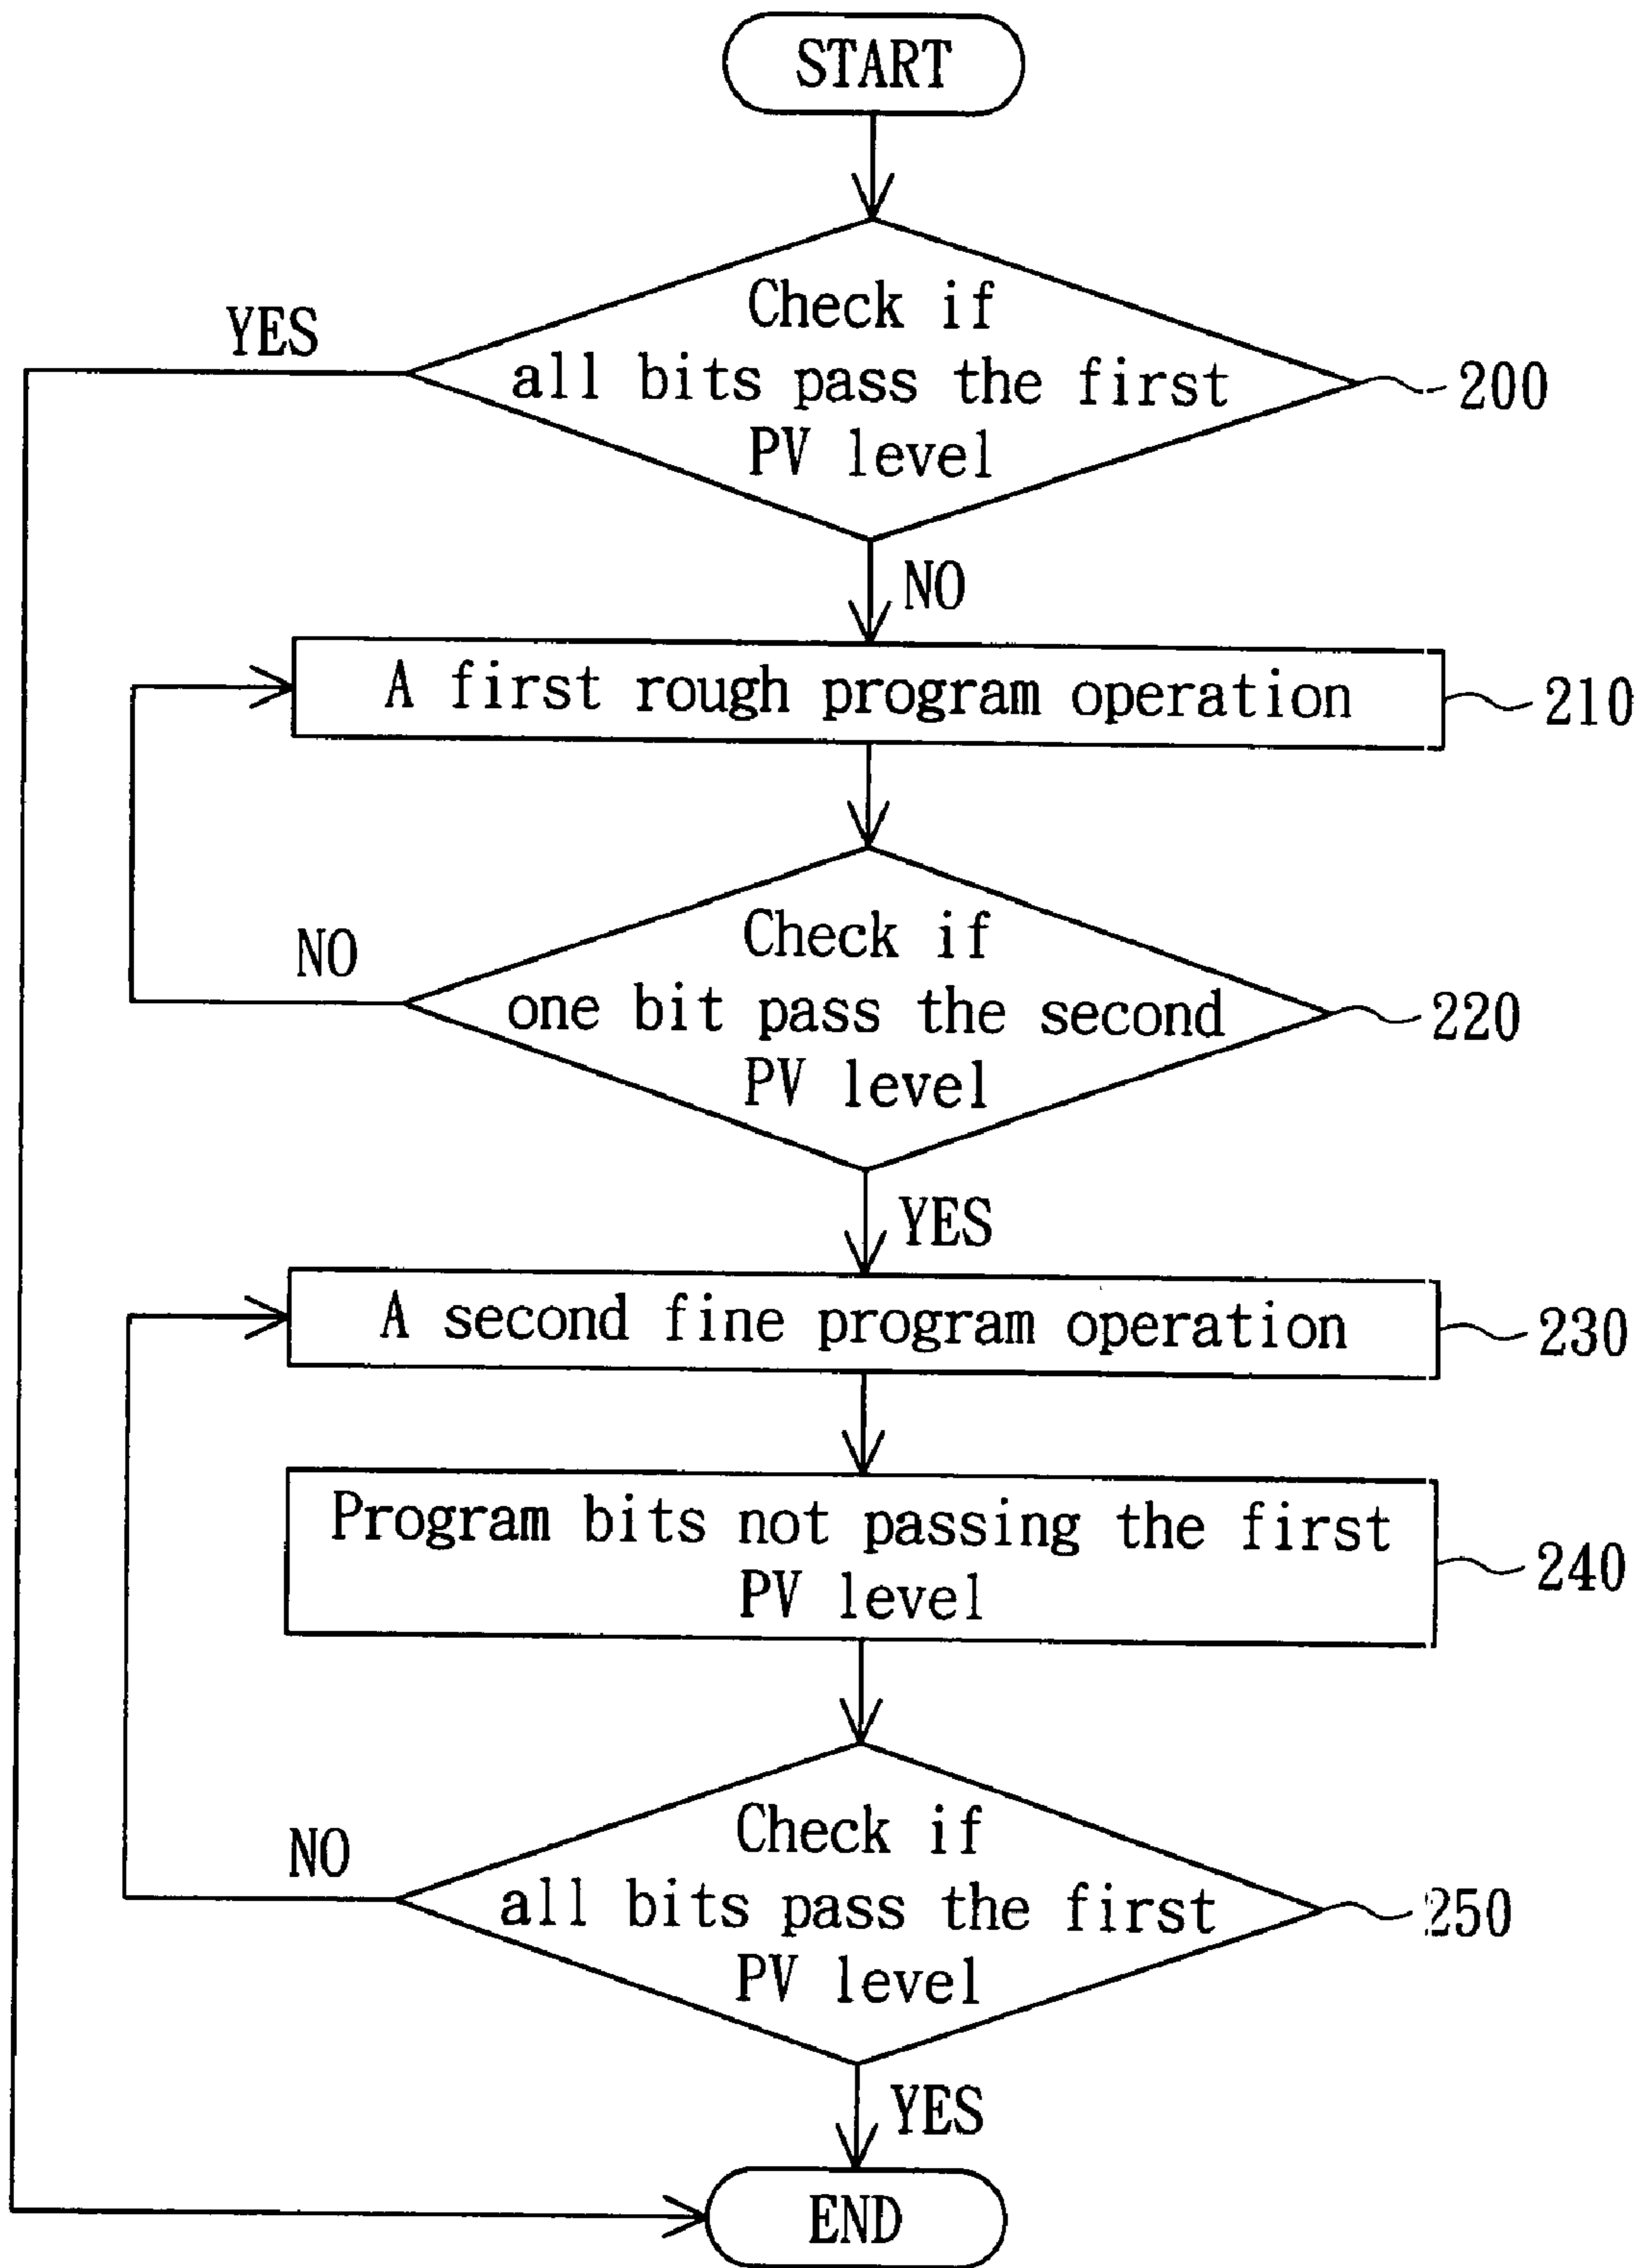 START
Check if
all bits pass the first
PV level
YES
200
NO
A first rough program operation
210
Check if
one bit pass the second
PV level
NO
220
YES
A second fine program operation
230
Program bits not passing the first
PV level
240
Check if
all bits pass the first
PV level
NO
250
YES
END